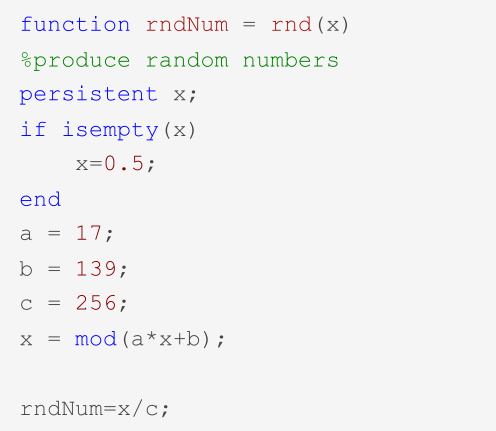 function rndNum = rnd(x)
%produce random numbers
persistent x;
if isempty(x)
    x=0.5;
end
a = 17;
b = 139;
c = 256;
x = mod(a*x+b);

rndNum=x/c;